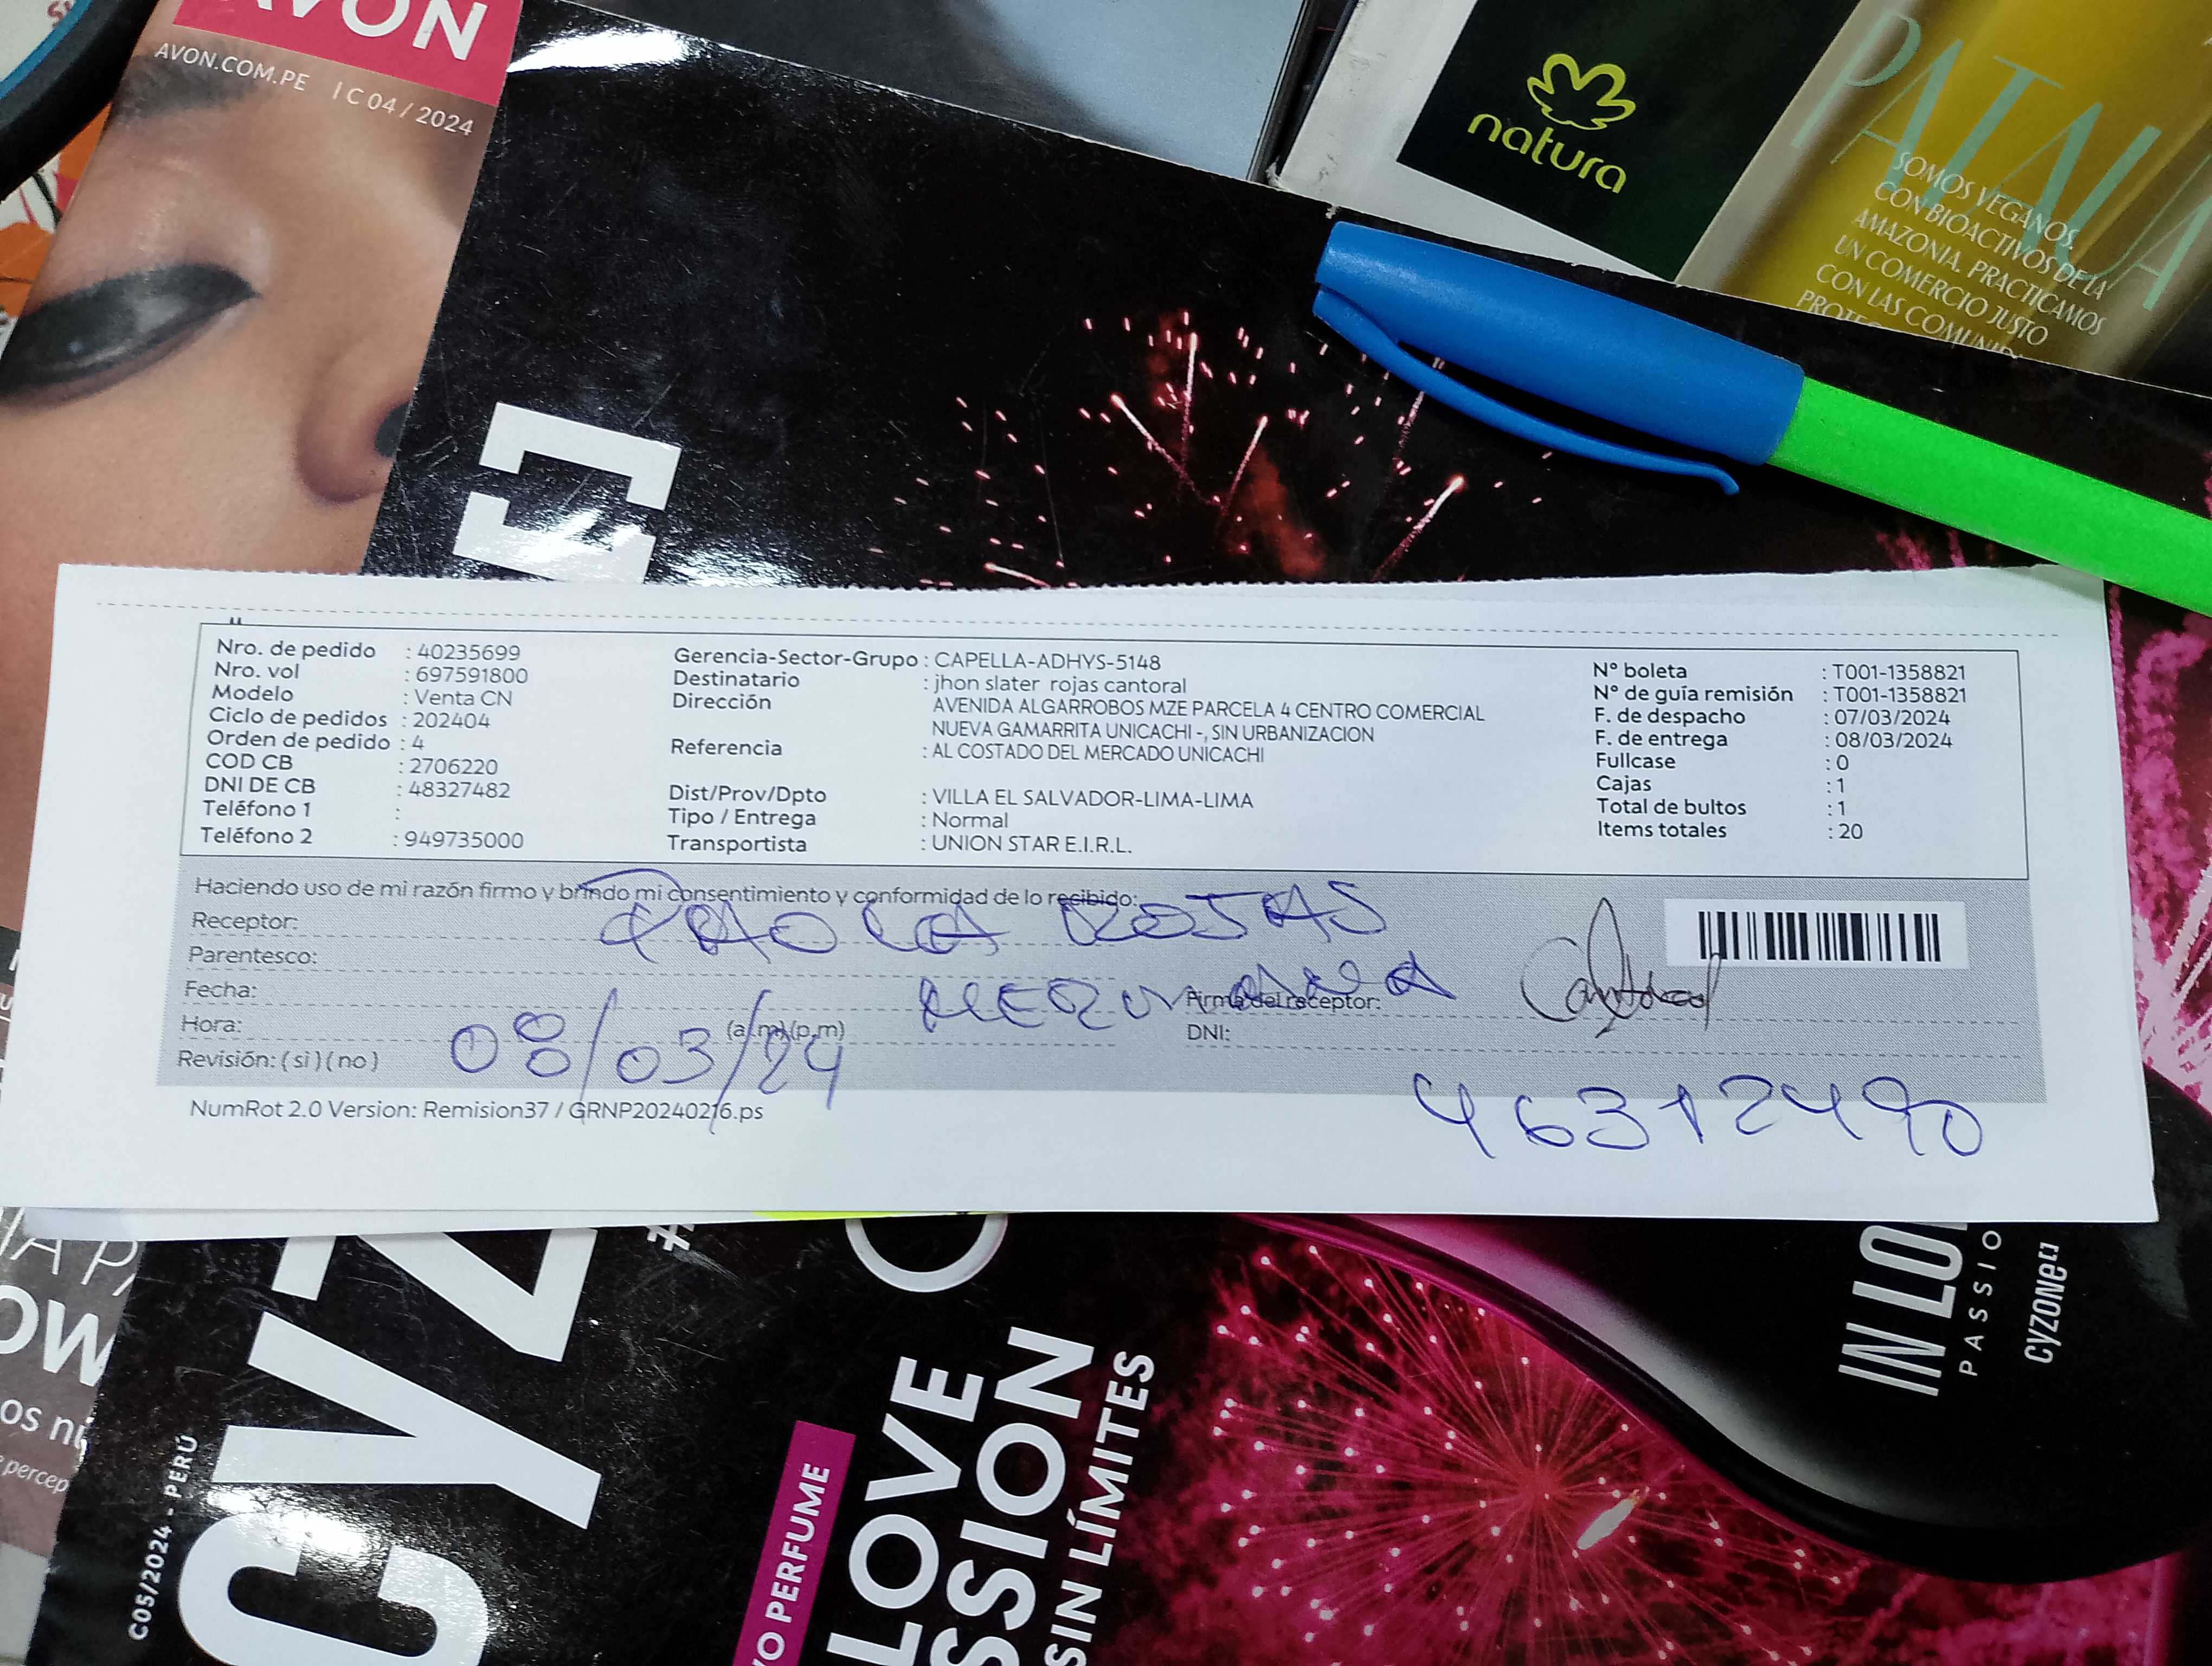 AVON
AVON.COM.PE | C 04 / 2024
natura
PATAUÁ
SOMOS VEGANOS,
CON BIOACTIVOS DE LA
AMAZONIA. PRACTICAMOS
UN COMERCIO JUSTO
CON LAS
Nro. de pedido : 40235699
Nro. vol : 697591800
Modelo : Venta CN
Ciclo de pedidos : 202404
Orden de pedido : 4
COD CB : 2706220
DNI DE CB : 48327482
Teléfono 1 :
Teléfono 2 : 949735000
Gerencia-Sector-Grupo : CAPELLA-ADHYS-5148
Destinatario : jhon slater rojas cantoral
Dirección AVENIDA ALGARROBOS MZE PARCELA 4 CENTRO COMERCIAL
NUEVA GAMARRITA UNICACHI -, SIN URBANIZACION
Referencia : AL COSTADO DEL MERCADO UNICACHI
Dist/Prov/Dpto : VILLA EL SALVADOR-LIMA-LIMA
Tipo / Entrega : Normal
Transportista : UNION STAR E.I.R.L.
N° boleta : T001-1358821
N° de guía remisión : T001-1358821
F. de despacho : 07/03/2024
F. de entrega : 08/03/2024
Fullcase : 0
Cajas : 1
Total de bultos : 1
Items totales : 20
Haciendo uso de mi razón firmo y brindo mi consentimiento y conformidad de lo recibido:
Receptor: PAOLA ROJAS
Parentesco: HERMANA
Fecha: 08/03/24
Hora: (a.m) (p.m)
Revisión: ( si ) ( no )
Firma del receptor: Cantoral
DNI: 46312490
NumRot 2.0 Version: Remision37 / GRNP20240216.ps
C05/2024 - PERÚ
CYZ
PERFUME
LOVE
SSION
SIN LÍMITES
IN
PASSIO
CYZONE